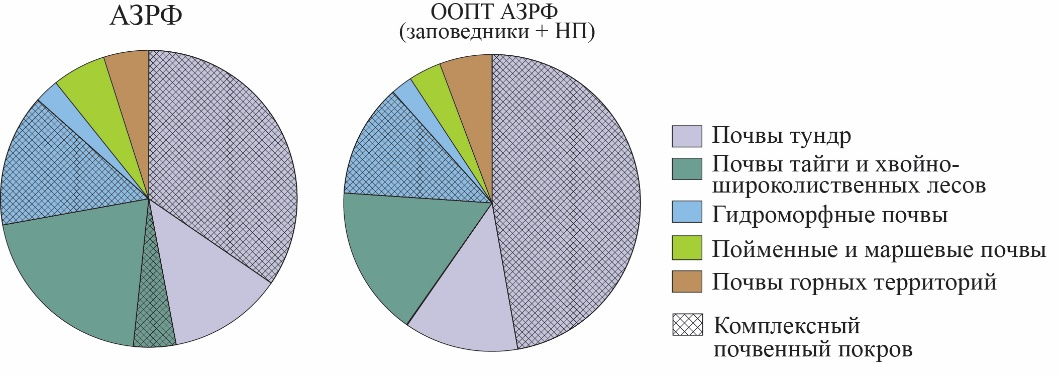 АЗРФ
ООПТ АЗРФ
(заповедники + НП)
Почвы тундр
Почвы тайги и хвойно-
широколиственных лесов
Гидроморфные почвы
Пойменные и маршевые почвы
Почвы горных территорий
Комплексный
почвенный покров